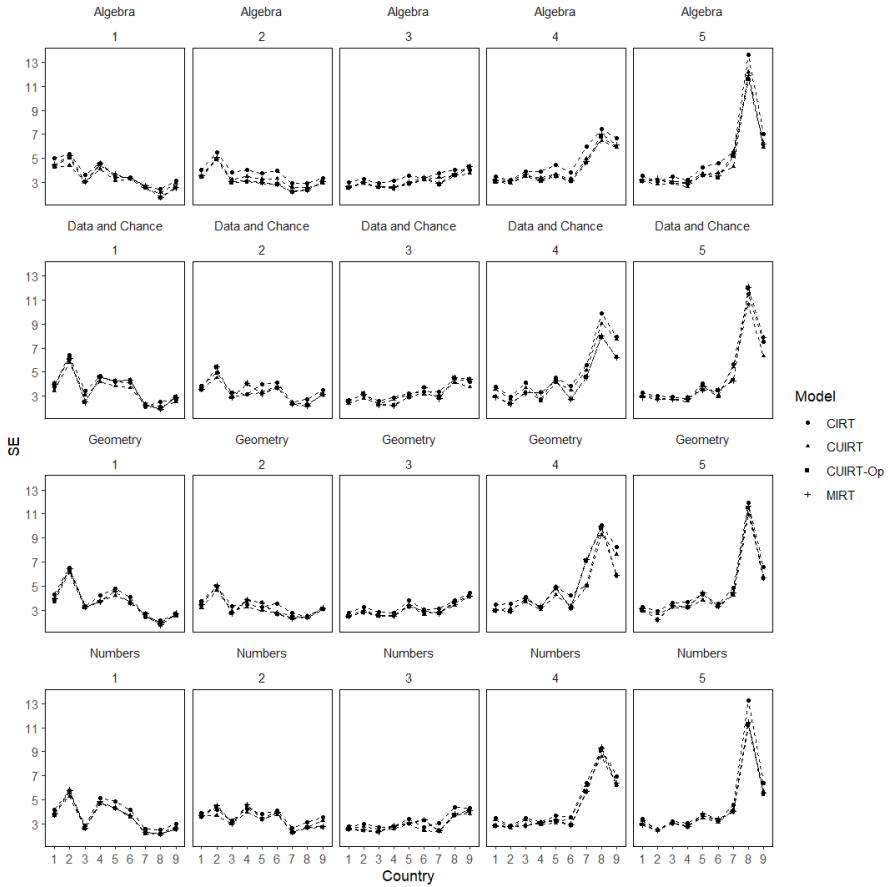 Algebra Algebra Algebra Algebra Algebra
1 2 3 4 5
13
11
9
7
5
3
Data and Chance Data and Chance Data and Chance Data and Chance Data and Chance
1 2 3 4 5
13
11
9
7
5
3
Geometry Geometry Geometry Geometry Geometry
1 2 3 4 5
13
11
9
7
5
3
Numbers Numbers Numbers Numbers Numbers
1 2 3 4 5
13
11
9
7
5
3
1 2 3 4 5 6 7 8 9 1 2 3 4 5 6 7 8 9 1 2 3 4 5 6 7 8 9 1 2 3 4 5 6 7 8 9 1 2 3 4 5 6 7 8 9
Country
SE
Model
CIRT
CUIRT
CUIRT-Op
MIRT